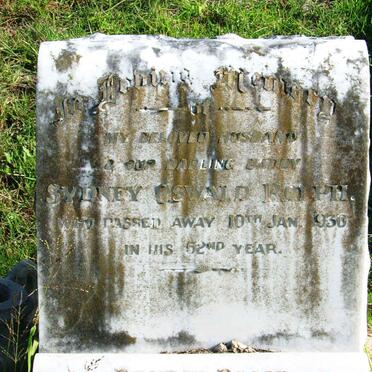 In Loving Memory
OF
MY BELOVED HUSBAND
& OUR DARLING DADDY
SYDNEY OSWALD
WHO PASSED AWAY 10TH JAN. 1936
IN HIS 52ND YEAR.